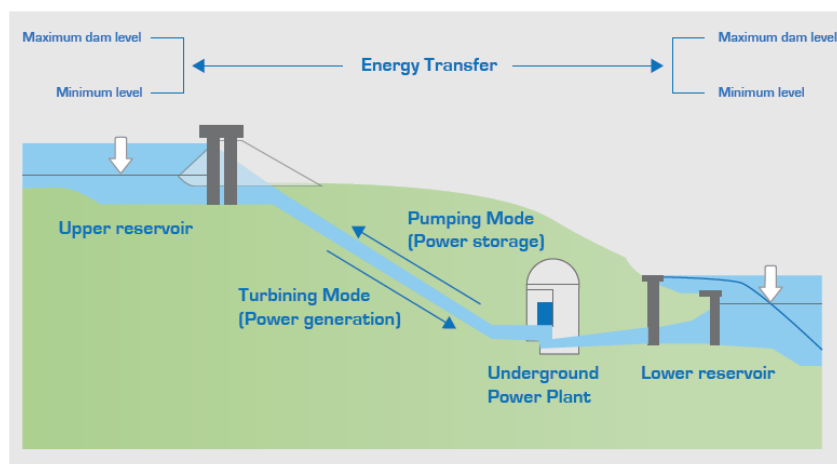 Maximum dam level
Minimum level
Energy Transfer
Maximum dam level
Minimum level
Upper reservoir
Pumping Mode
(Power storage)
Turbining Mode
(Power generation)
Underground
Power Plant
Lower reservoir